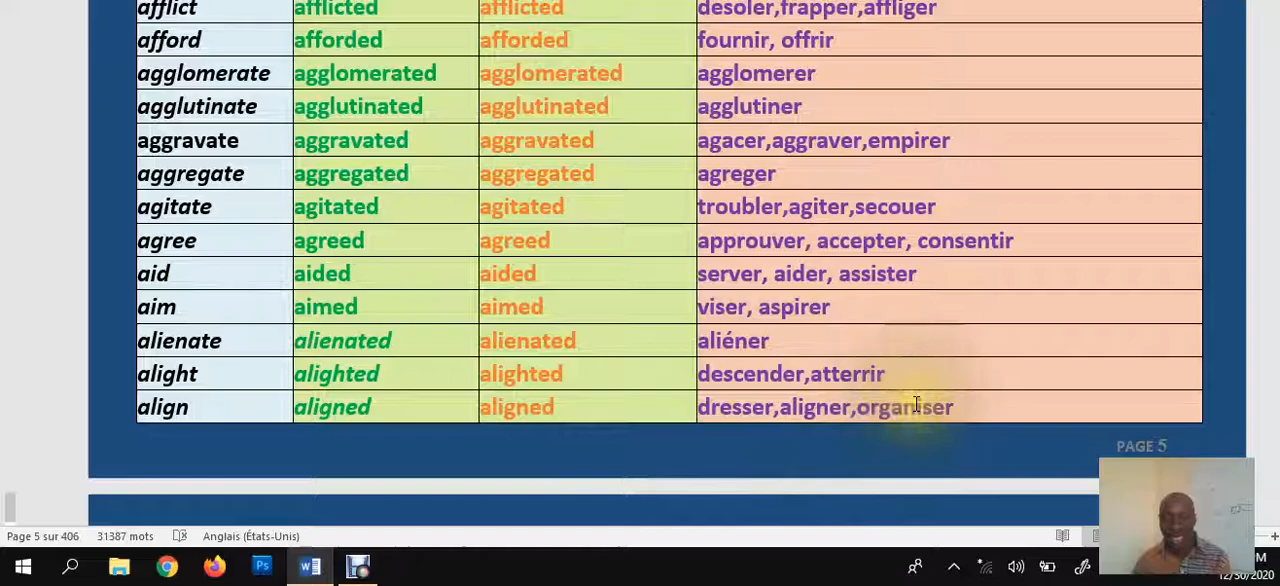 afflict afflicted afflicted desoler,frapper,affliger
afford afforded afforded fournir, offrir
agglomerate agglomerated agglomerated agglomerer
agglutinate agglutinated agglutinated agglutiner
aggravate aggravated aggravated agacer,aggraver,empirer
aggregate aggregated aggregated agreger
agitate agitated agitated troubler,agiter,secouer
agree agreed agreed approuver, accepter, consentir
aid aided aided server, aider, assister
aim aimed aimed viser, aspirer
alienate alienated alienated aliéner
alight alighted alighted descender,atterrir
align aligned aligned dresser,aligner,organiser
PAGE 5
Page 5 sur 406 31387 mots Anglais (États-Unis)
Ps W
12/30/2020